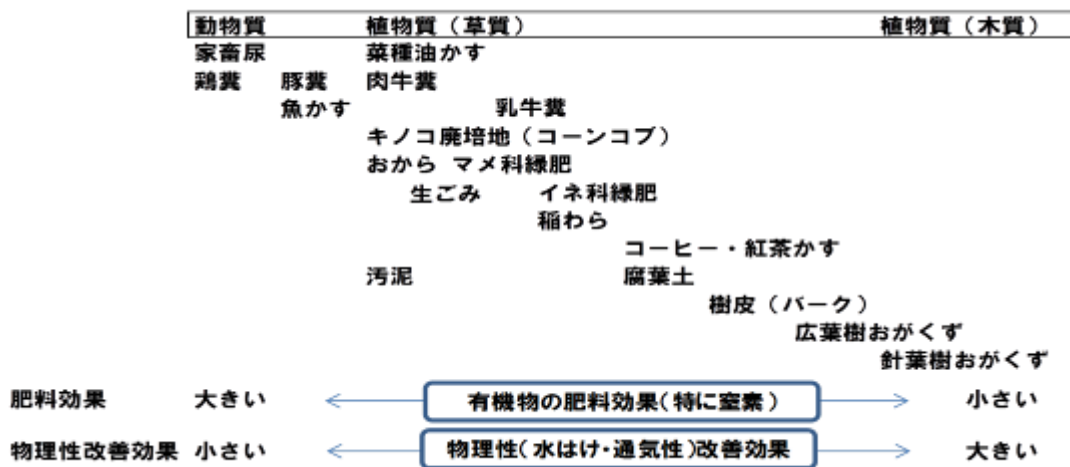 動物質 植物質（草質） 植物質（木質）
家畜尿 菜種油かす
鶏糞 豚糞 肉牛糞
魚かす 乳牛糞
キノコ廃培地（コーンコブ）
おから マメ科緑肥
生ごみ イネ科緑肥
稲わら
コーヒー・紅茶かす
汚泥 腐葉土
樹皮（バーク）
広葉樹おがくず
針葉樹おがくず
肥料効果 大きい 有機物の肥料効果（特に窒素） 小さい
物理性改善効果 小さい 物理性（水はけ・通気性）改善効果 大きい